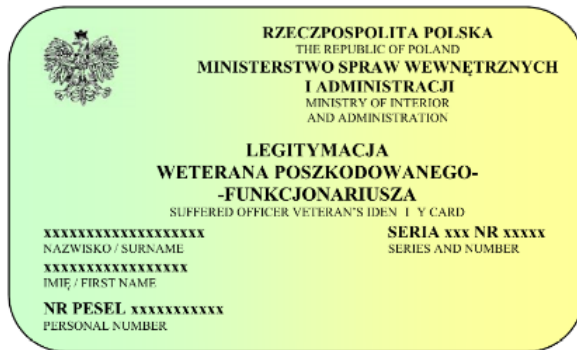 RZECZPOSPOLITA POLSKA
THE REPUBLIC OF POLAND
MINISTERSTWO SPRAW WEWNĘTRZNYCH
I ADMINISTRACJI
MINISTRY OF INTERIOR
AND ADMINISTRATION
LEGITYMACJA
WETERANA POSZKODOWANEGO-
-FUNKCJONARIUSZA
SUFFERED OFFICER VETERAN'S IDEN I Y CARD
xxxxxxxxxxxxxxxxxxx SERIA xxx NR xxxxx
NAZWISKO / SURNAME SERIES AND NUMBER
xxxxxxxxxxxxxxxxx
IMIĘ / FIRST NAME
NR PESEL xxxxxxxxxxx
PERSONAL NUMBER